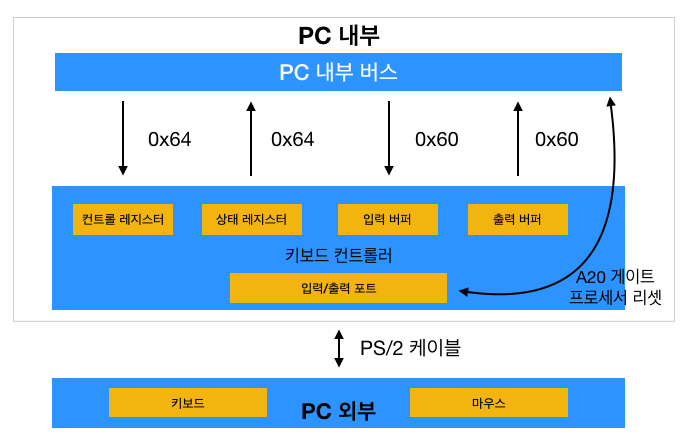 PC 내부
PC 내부 버스
0x64
0x64
0x60
0x60
컨트롤 레지스터
상태 레지스터
입력 버퍼
출력 버퍼
키보드 컨트롤러
입력/출력 포트
A20 게이트
프로세서 리셋
PS/2 케이블
키보드
PC 외부
마우스